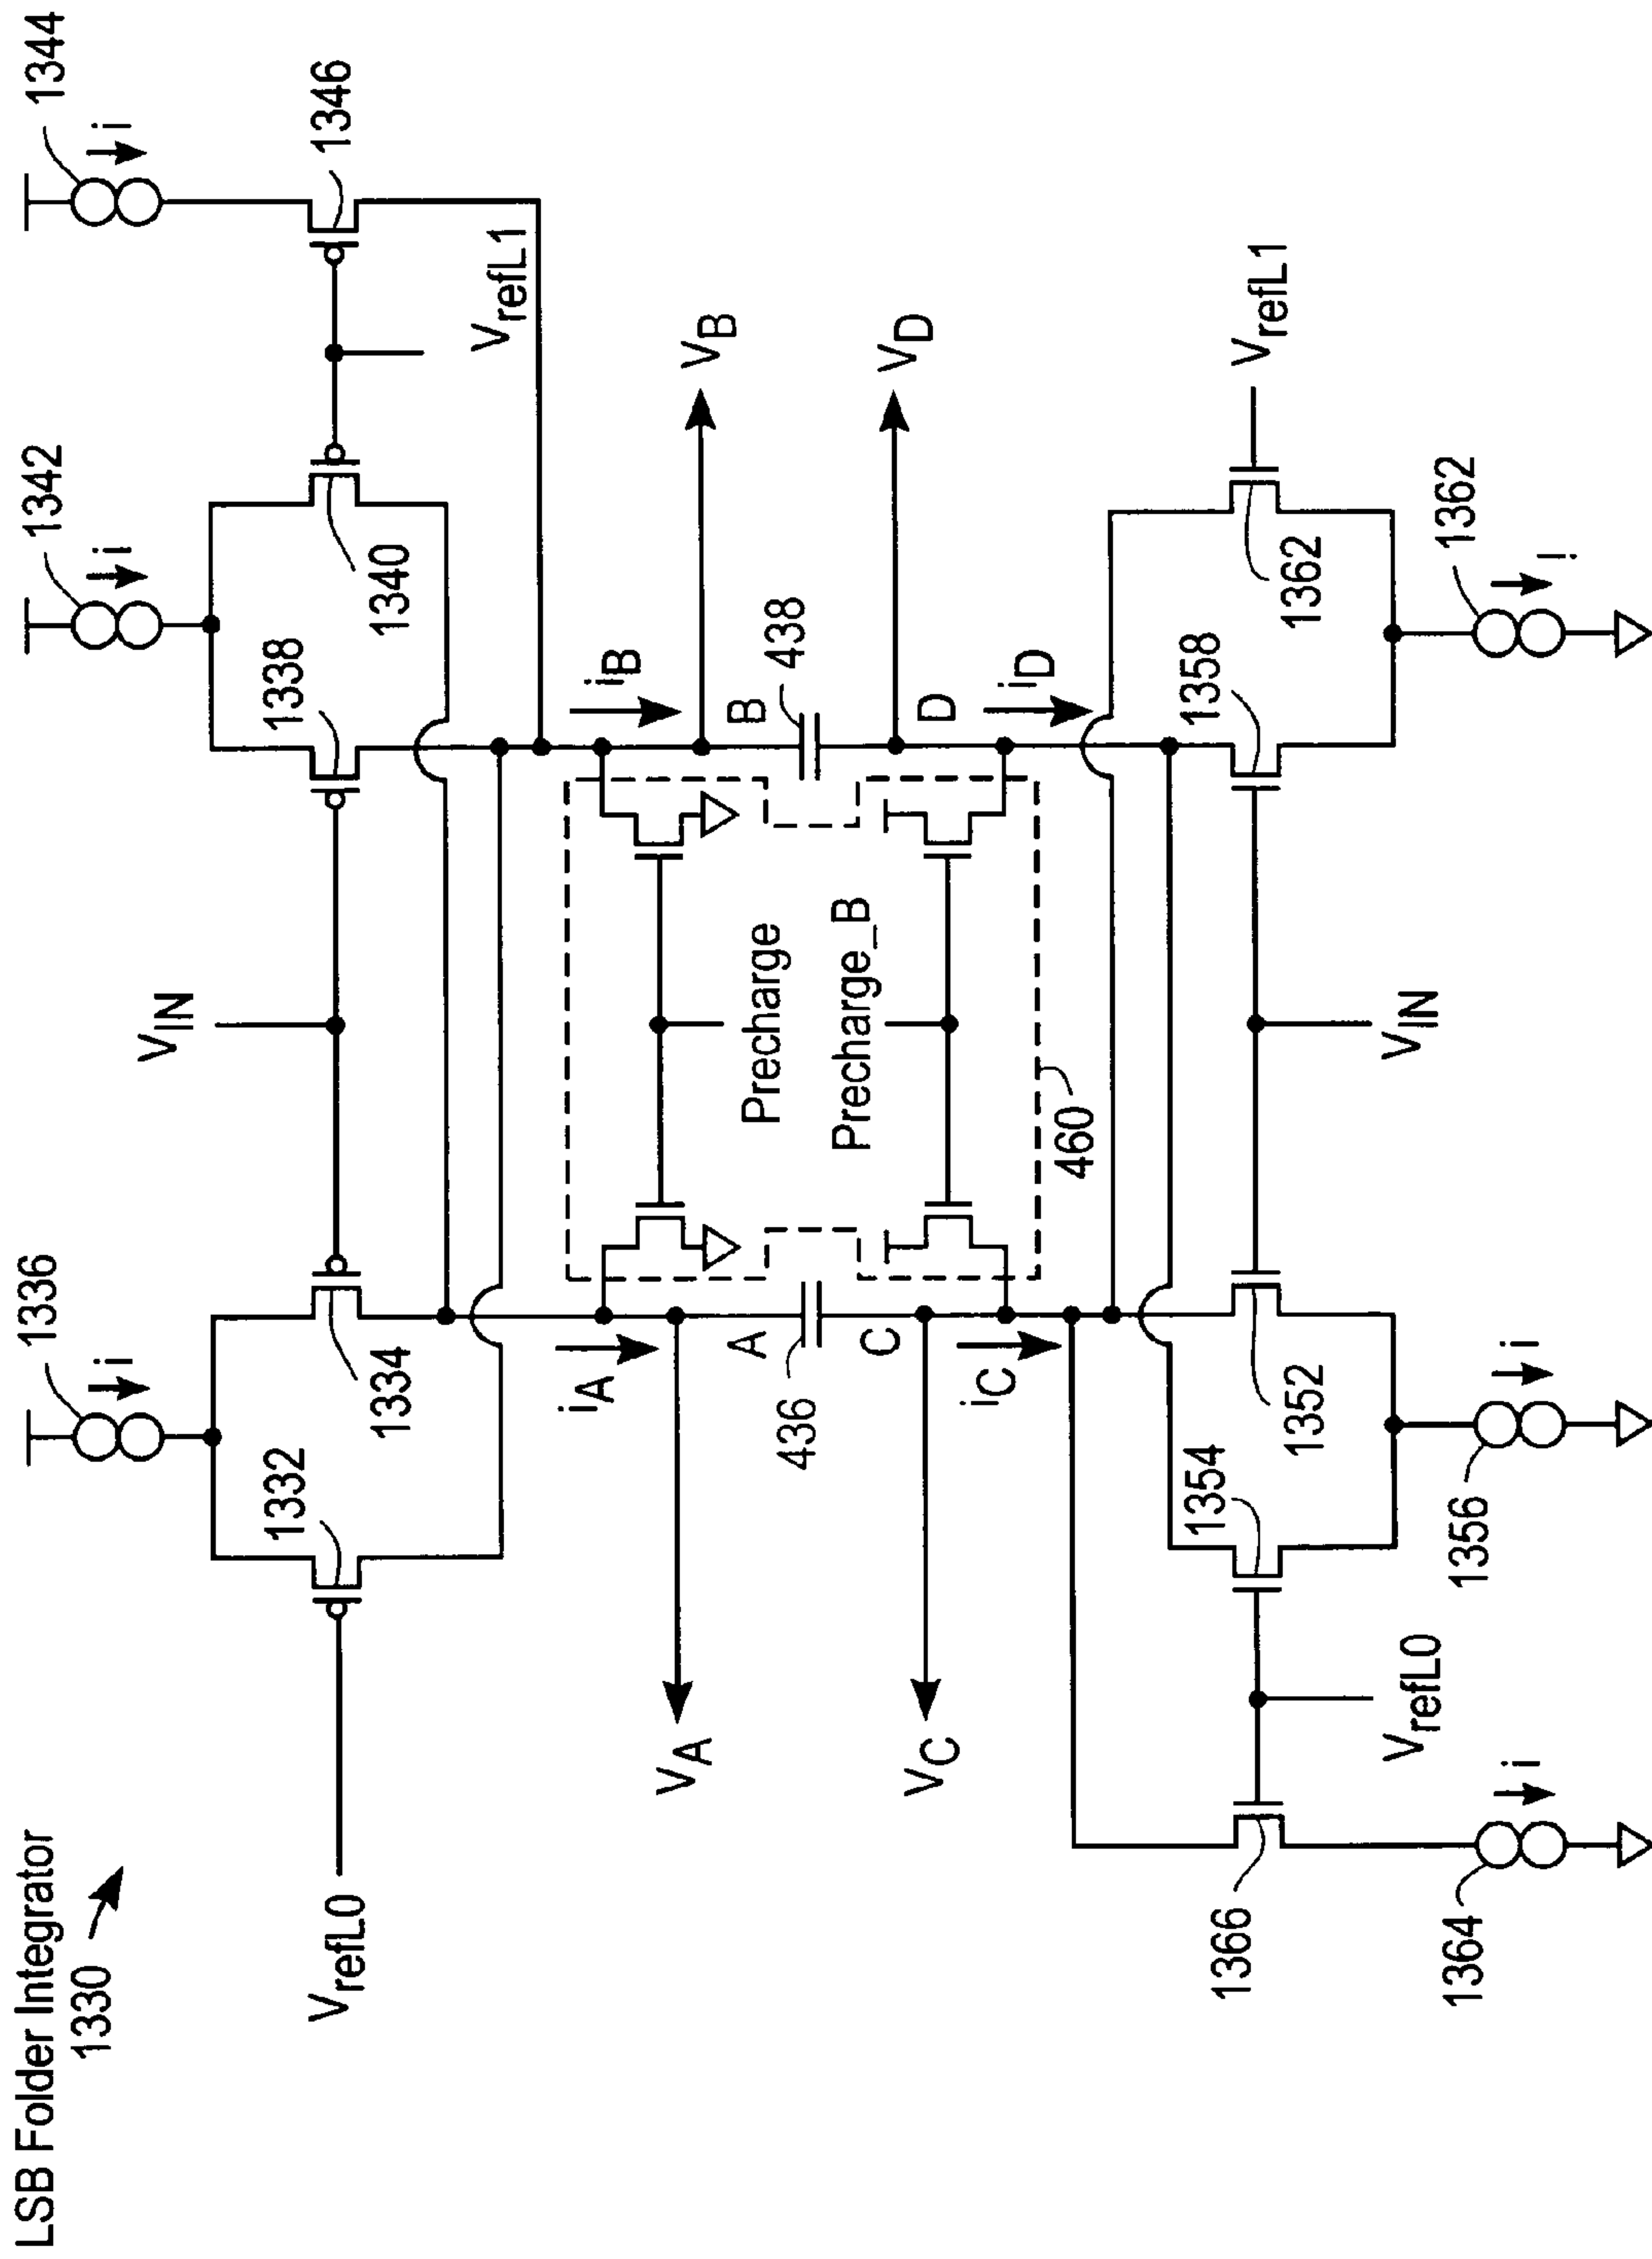 LSB Folder Integrator
1330
1336
i
1342
i
1344
i
VIN
1332
1334
1338
1340
1346
VrefL0
VrefL1
iA
iB
VA
VB
A
B
436
438
Precharge
Precharge_B
460
C
D
VC
VD
iC
iD
1354
1352
1358
1362
1366
VrefL0
VIN
VrefL1
1364
i
1356
i
1362
i